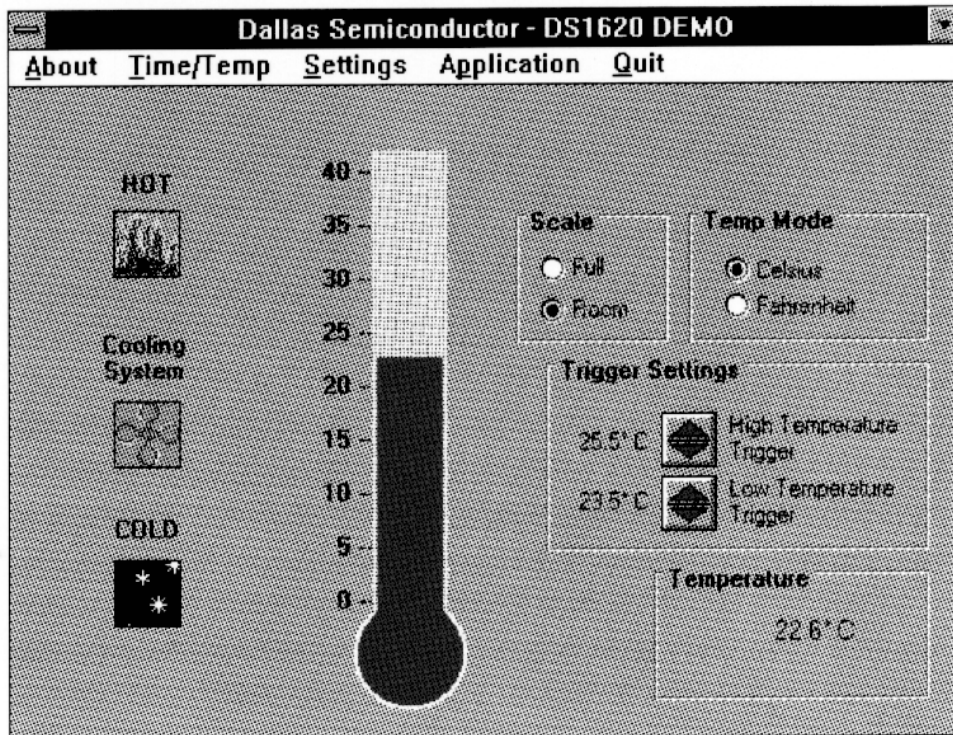 Dallas Semiconductor - DS1620 DEMO
About Time/Temp Settings Application Quit
HOT
Cooling
System
COLD
40
35
30
25
20
15
10
5
0
Scale
Full
Room
Temp Mode
Celsius
Fahrenheit
Trigger Settings
25.5° C
High Temperature
Trigger
23.5° C
Low Temperature
Trigger
Temperature
22.6° C